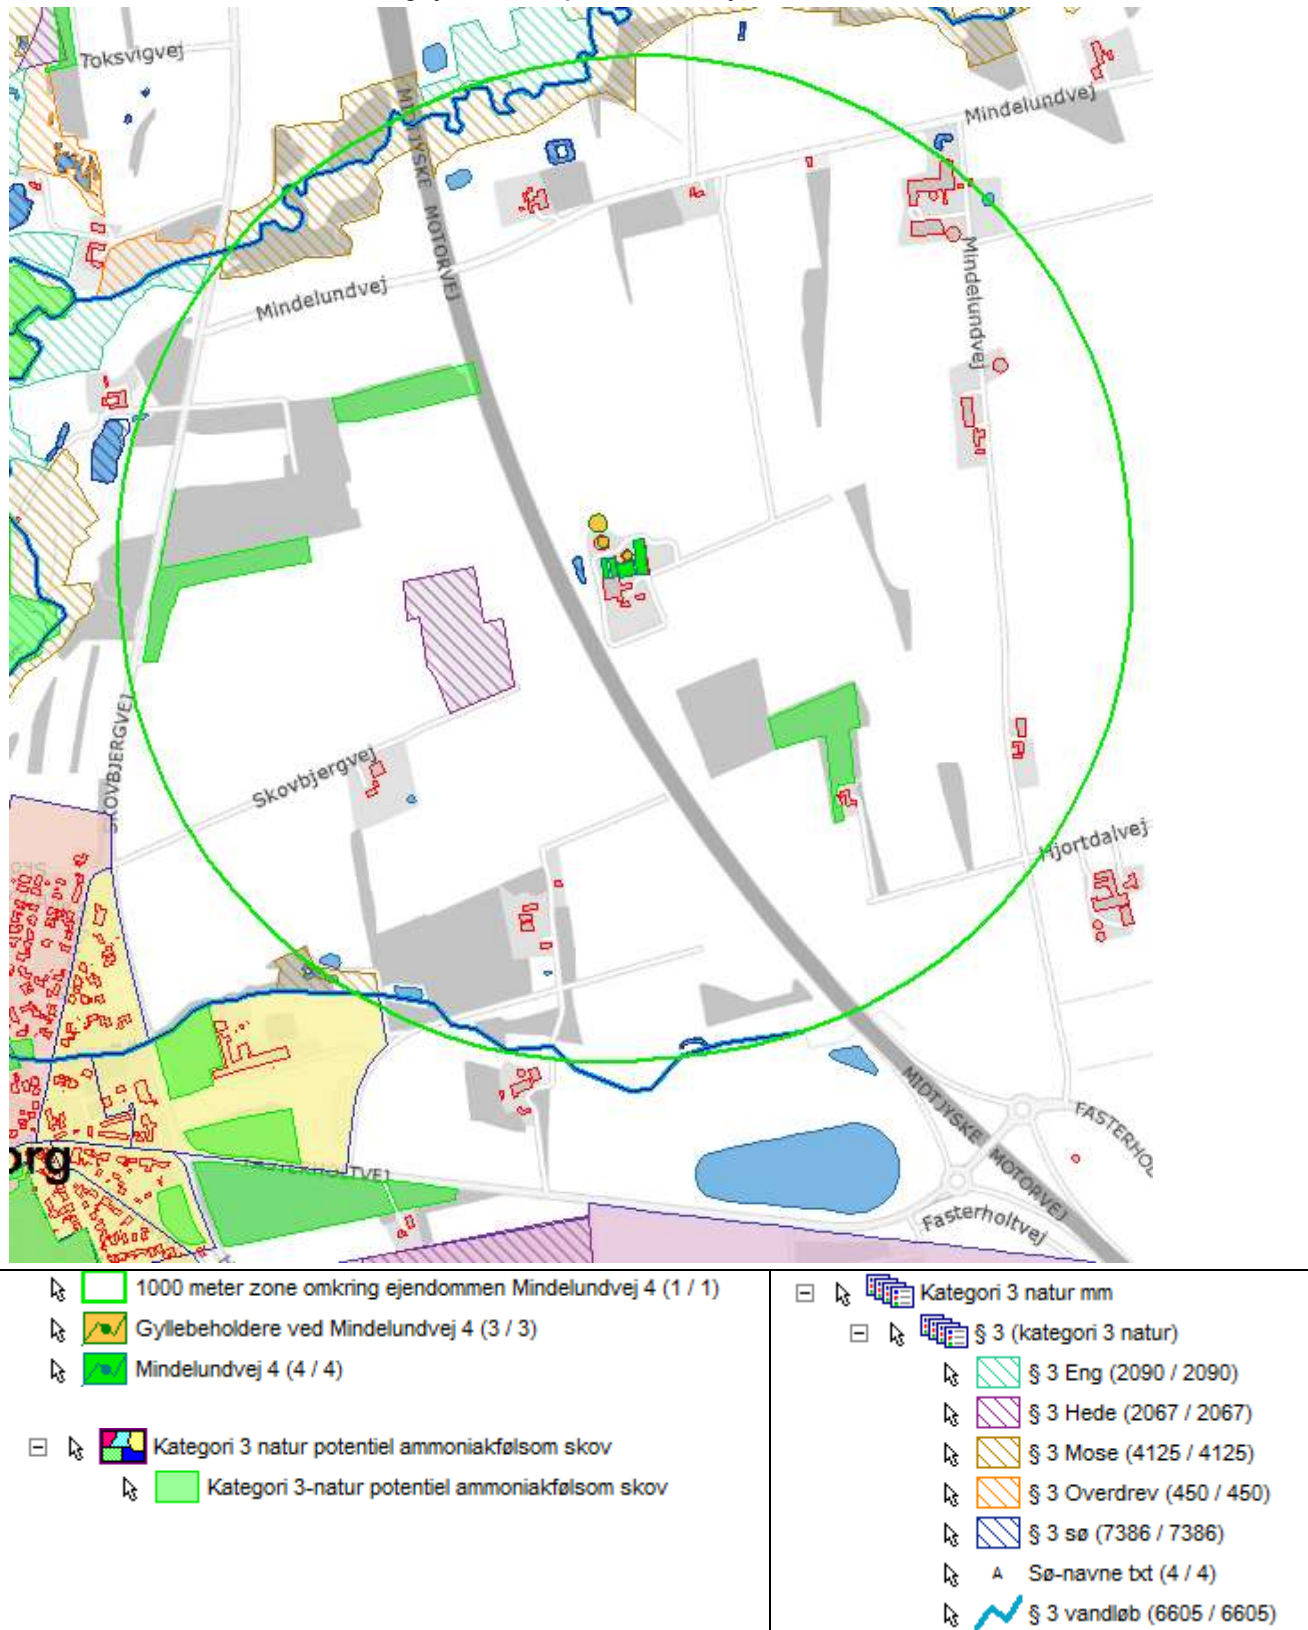 Toksvigvej
MIDTJYSKE MOTORVEJ
Mindelundvej
Mindelundvej
Mindelundvej
SKOVBJERGVEJ
Skovbjergvej
Hjortdalvej
MIDTJYSKE
MOTORVEJ
Fasterholtvej
org
1000 meter zone omkring ejendommen Mindelundvej 4 (1 / 1)
Gyllebeholdere ved Mindelundvej 4 (3 / 3)
Mindelundvej 4 (4 / 4)
Kategori 3 natur potentiel ammoniakfølsom skov
Kategori 3-natur potentiel ammoniakfølsom skov
Kategori 3 natur mm
§ 3 (kategori 3 natur)
§ 3 Eng (2090 / 2090)
§ 3 Hede (2067 / 2067)
§ 3 Mose (4125 / 4125)
§ 3 Overdrev (450 / 450)
§ 3 sø (7386 / 7386)
A Sø-navne txt (4 / 4)
§ 3 vandløb (6605 / 6605)